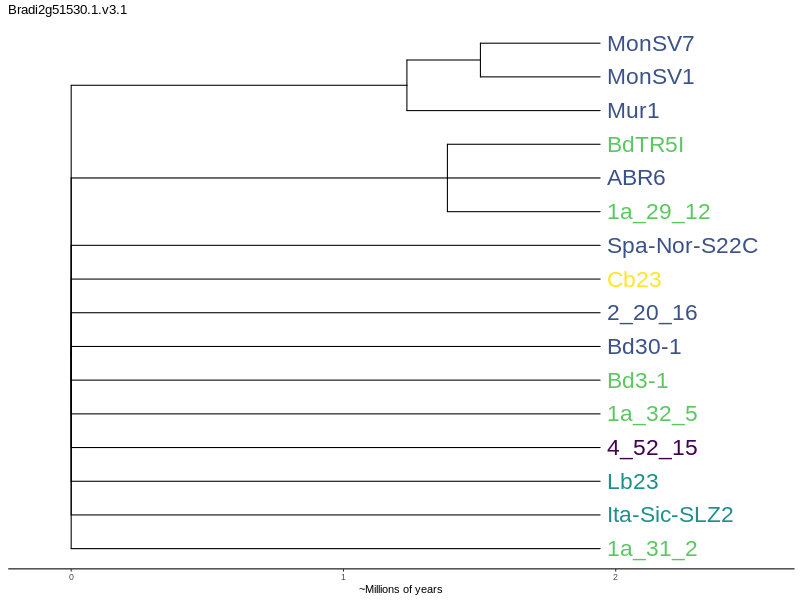 Bradi2g51530.1.v3.1
MonSV7
MonSV1
Mur1
BdTR5I
ABR6
1a_29_12
Spa-Nor-S22C
Cb23
2_20_16
Bd30-1
Bd3-1
1a_32_5
4_52_15
Lb23
Ita-Sic-SLZ2
1a_31_2
0 1 2
~Millions of years